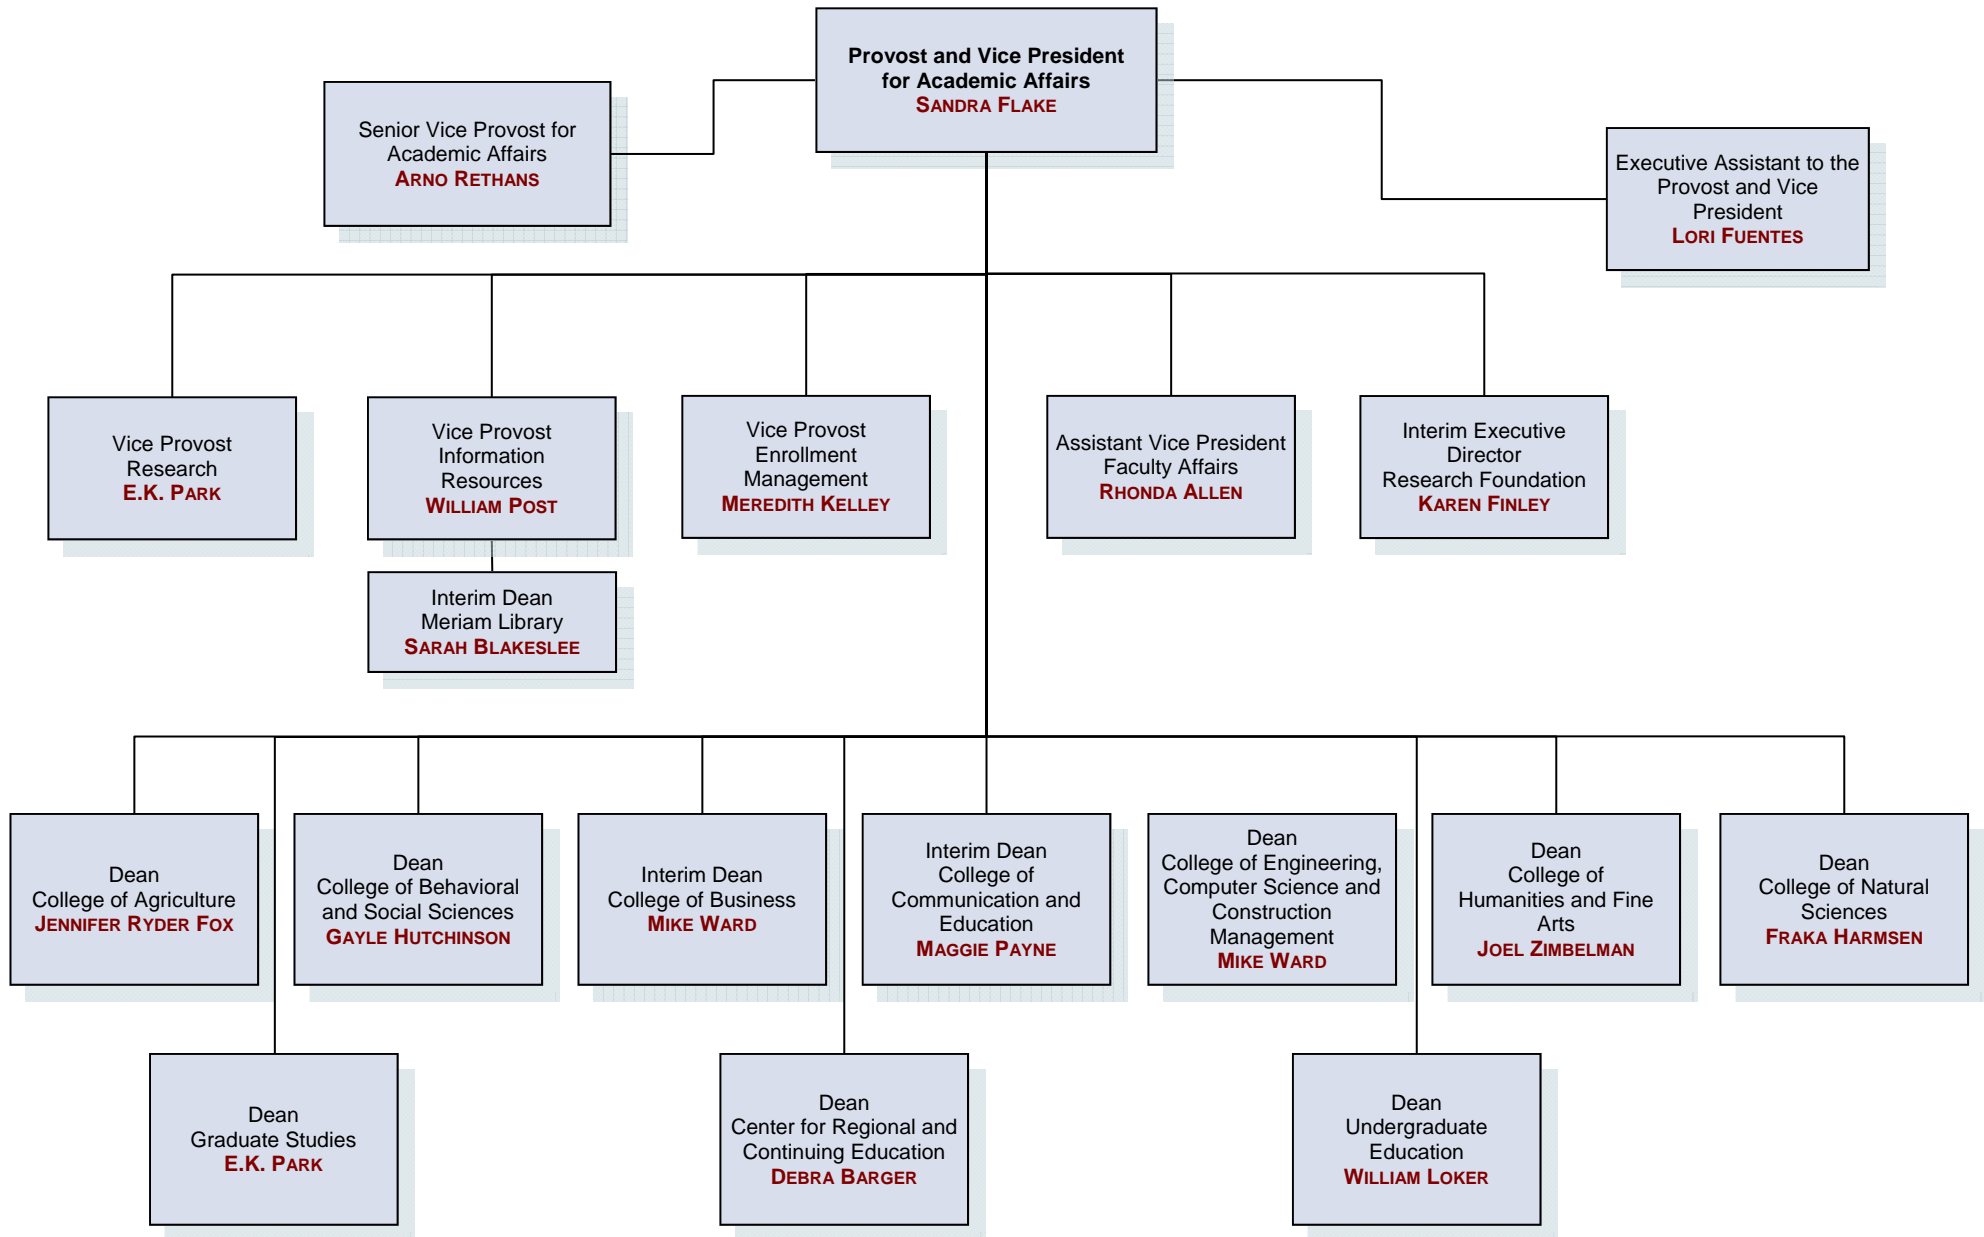 Provost and Vice President
for Academic Affairs
SANDRA FLAKE
Senior Vice Provost for
Academic Affairs
ARNO RETHANS
Executive Assistant to the
Provost and Vice
President
LORI FUENTES
Vice Provost
Research
E.K. PARK
Vice Provost
Information
Resources
WILLIAM POST
Vice Provost
Enrollment
Management
MEREDITH KELLEY
Assistant Vice President
Faculty Affairs
RHONDA ALLEN
Interim Executive
Director
Research Foundation
KAREN FINLEY
Interim Dean
Meriam Library
SARAH BLAKESLEE
Dean
College of Agriculture
JENNIFER RYDER FOX
Dean
College of Behavioral
and Social Sciences
GAYLE HUTCHINSON
Interim Dean
College of Business
MIKE WARD
Interim Dean
College of
Communication and
Education
MAGGIE PAYNE
Dean
College of Engineering,
Computer Science and
Construction
Management
MIKE WARD
Dean
College of
Humanities and Fine
Arts
JOEL ZIMBELMAN
Dean
College of Natural
Sciences
FRAKA HARMSEN
Dean
Graduate Studies
E.K. PARK
Dean
Center for Regional and
Continuing Education
DEBRA BARGER
Dean
Undergraduate
Education
WILLIAM LOKER